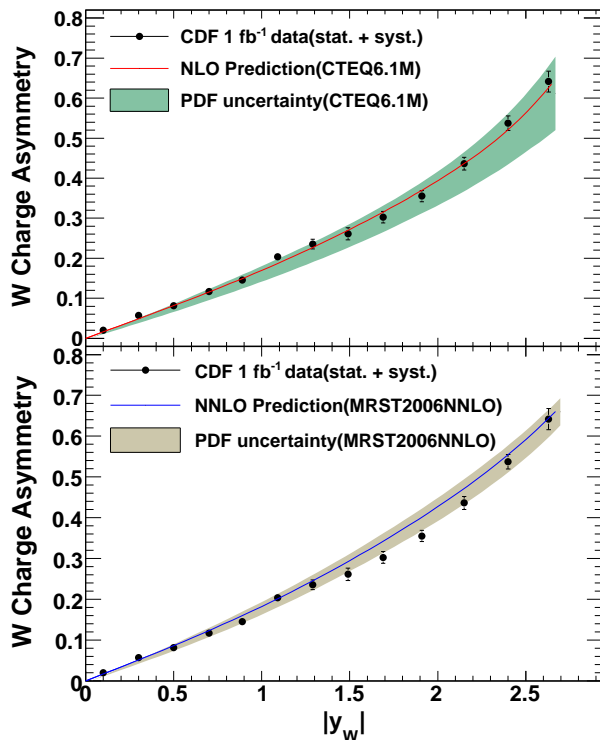 0.8
CDF 1 fb-1 data(stat. + syst.)
0.7
NLO Prediction(CTEQ6.1M)
0.6
PDF uncertainty(CTEQ6.1M)
0.5
0.4
0.3
0.2
0.1
0
W Charge Asymmetry
0.8
CDF 1 fb-1 data(stat. + syst.)
0.7
NNLO Prediction(MRST2006NNLO)
0.6
PDF uncertainty(MRST2006NNLO)
0.5
0.4
0.3
0.2
0.1
0
W Charge Asymmetry
0 0.5 1 1.5 2 2.5
|yW|